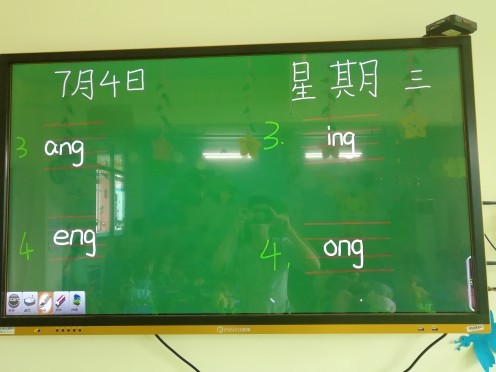 7月4日 星期三
3 ang 3. ing
4 eng 4. ong